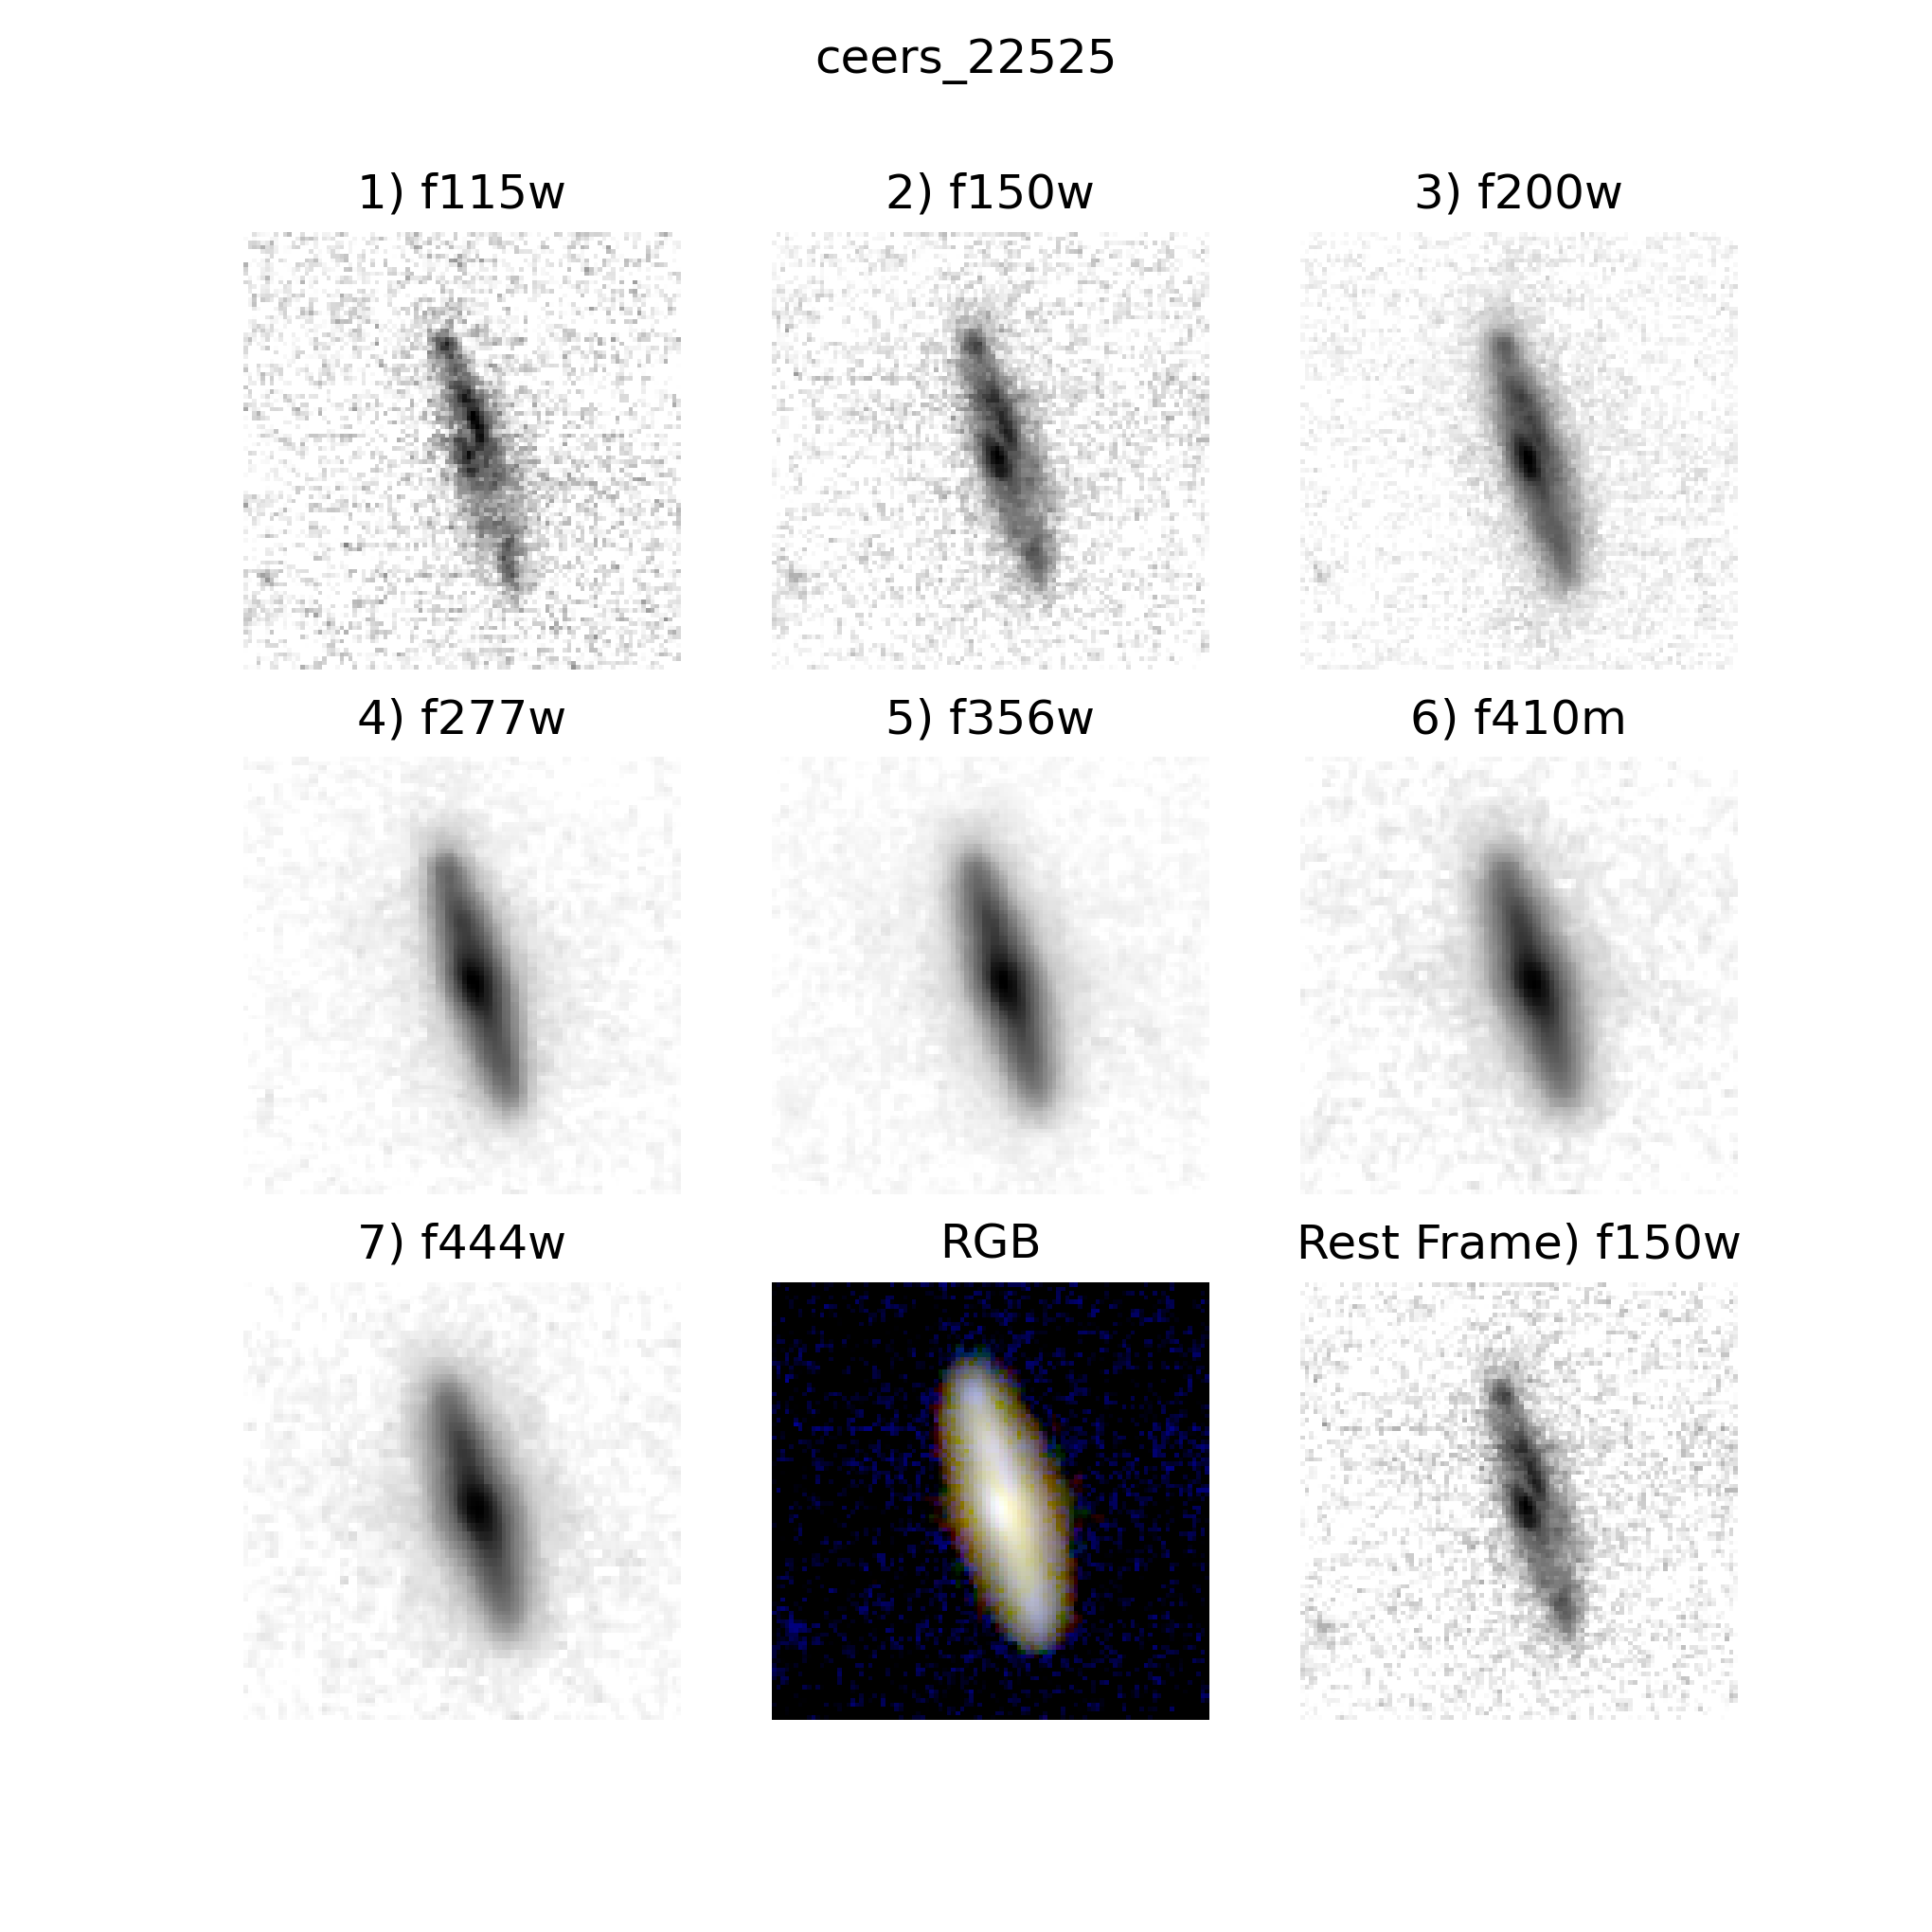 ceers_22525
1) f115w
2) f150w
3) f200w
4) f277w
5) f356w
6) f410m
7) f444w
RGB
Rest Frame) f150w